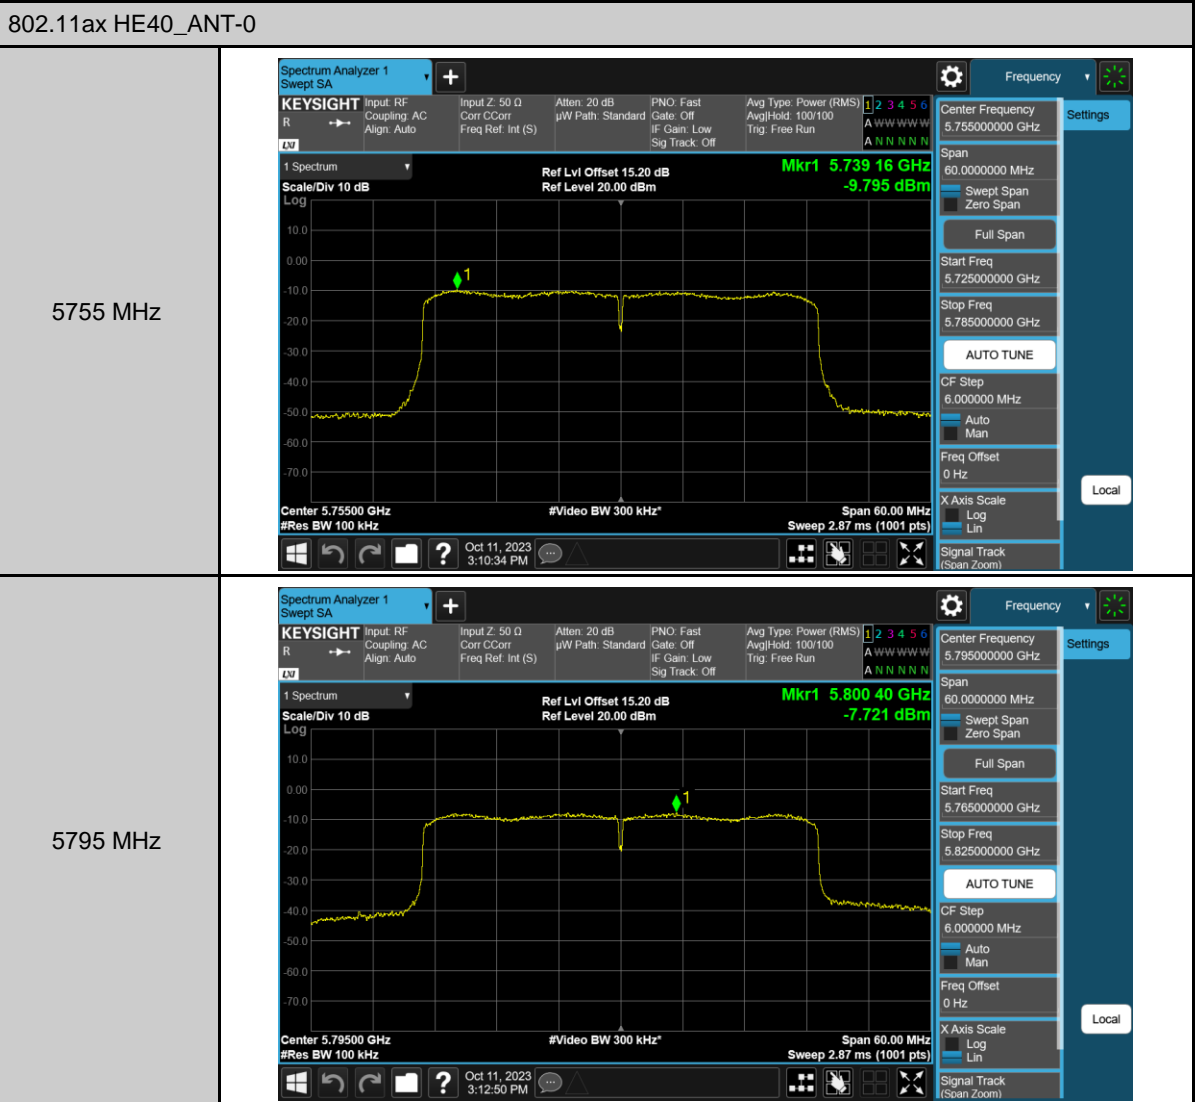 802.11ax HE40_ANT-0
5755 MHz
Spectrum Analyzer 1
Swept SA
Frequency
KEYSIGHT
R
LXI
Input: RF
Coupling: AC
Align: Auto
Input Z: 50 Ω
Corr CCorr
Freq Ref: Int (S)
Atten: 20 dB
µW Path: Standard
PNO: Fast
Gate: Off
IF Gain: Low
Sig Track: Off
Avg Type: Power (RMS)
Avg|Hold: 100/100
Trig: Free Run
1 2 3 4 5 6
A W W W W W
A N N N N N
1 Spectrum
Scale/Div 10 dB
Ref Lvl Offset 15.20 dB
Ref Level 20.00 dBm
Mkr1 5.739 16 GHz
-9.795 dBm
Log
10.0
0.00
-10.0
-20.0
-30.0
-40.0
-50.0
-60.0
-70.0
1
Center 5.75500 GHz
#Res BW 100 kHz
#Video BW 300 kHz*
Span 60.00 MHz
Sweep 2.87 ms (1001 pts)
Oct 11, 2023
3:10:34 PM
Center Frequency
5.755000000 GHz
Settings
Span
60.0000000 MHz
Swept Span
Zero Span
Full Span
Start Freq
5.725000000 GHz
Stop Freq
5.785000000 GHz
AUTO TUNE
CF Step
6.000000 MHz
Auto
Man
Freq Offset
0 Hz
X Axis Scale
Log
Lin
Local
Signal Track
(Span Zoom)
5795 MHz
Spectrum Analyzer 1
Swept SA
Frequency
KEYSIGHT
R
LXI
Input: RF
Coupling: AC
Align: Auto
Input Z: 50 Ω
Corr CCorr
Freq Ref: Int (S)
Atten: 20 dB
µW Path: Standard
PNO: Fast
Gate: Off
IF Gain: Low
Sig Track: Off
Avg Type: Power (RMS)
Avg|Hold: 100/100
Trig: Free Run
1 2 3 4 5 6
A W W W W W
A N N N N N
1 Spectrum
Scale/Div 10 dB
Ref Lvl Offset 15.20 dB
Ref Level 20.00 dBm
Mkr1 5.800 40 GHz
-7.721 dBm
Log
10.0
0.00
-10.0
-20.0
-30.0
-40.0
-50.0
-60.0
-70.0
1
Center 5.79500 GHz
#Res BW 100 kHz
#Video BW 300 kHz*
Span 60.00 MHz
Sweep 2.87 ms (1001 pts)
Oct 11, 2023
3:12:50 PM
Center Frequency
5.795000000 GHz
Settings
Span
60.0000000 MHz
Swept Span
Zero Span
Full Span
Start Freq
5.765000000 GHz
Stop Freq
5.825000000 GHz
AUTO TUNE
CF Step
6.000000 MHz
Auto
Man
Freq Offset
0 Hz
X Axis Scale
Log
Lin
Local
Signal Track
(Span Zoom)